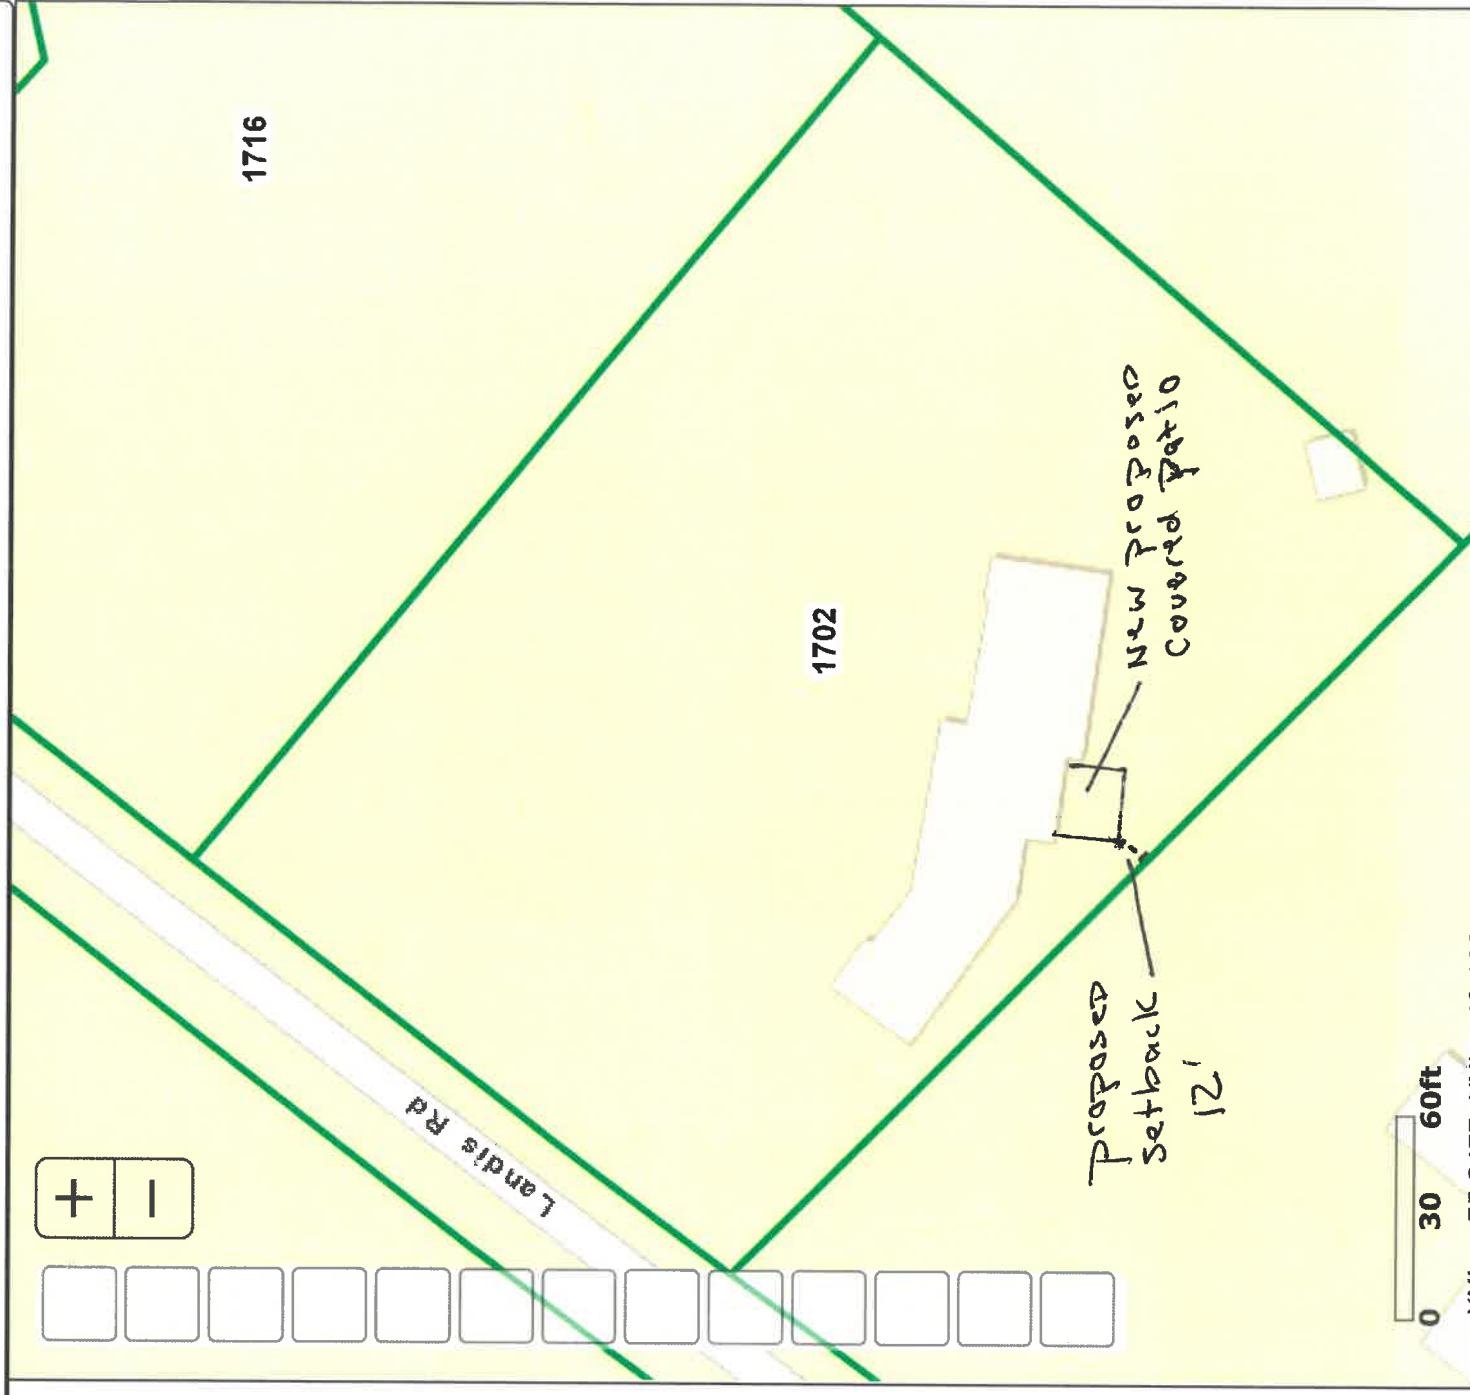 1716
1702
Landis Rd
New proposed
Covered patio
proposed
Setback
12'
+
−
0 30 60ft